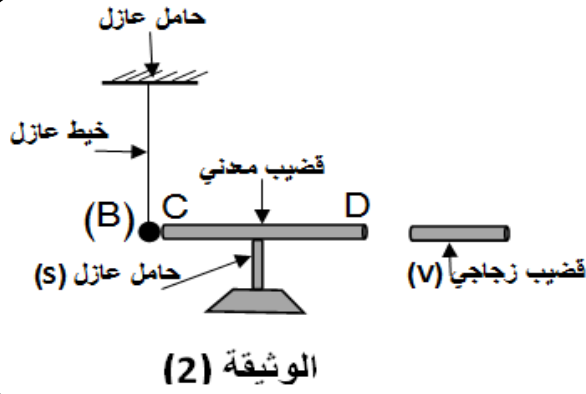 حامل عازل
خيط عازل
قضيب معدني
(B) C D
حامل عازل (S)
قضيب زجاجي (V)
الوثيقة (2)